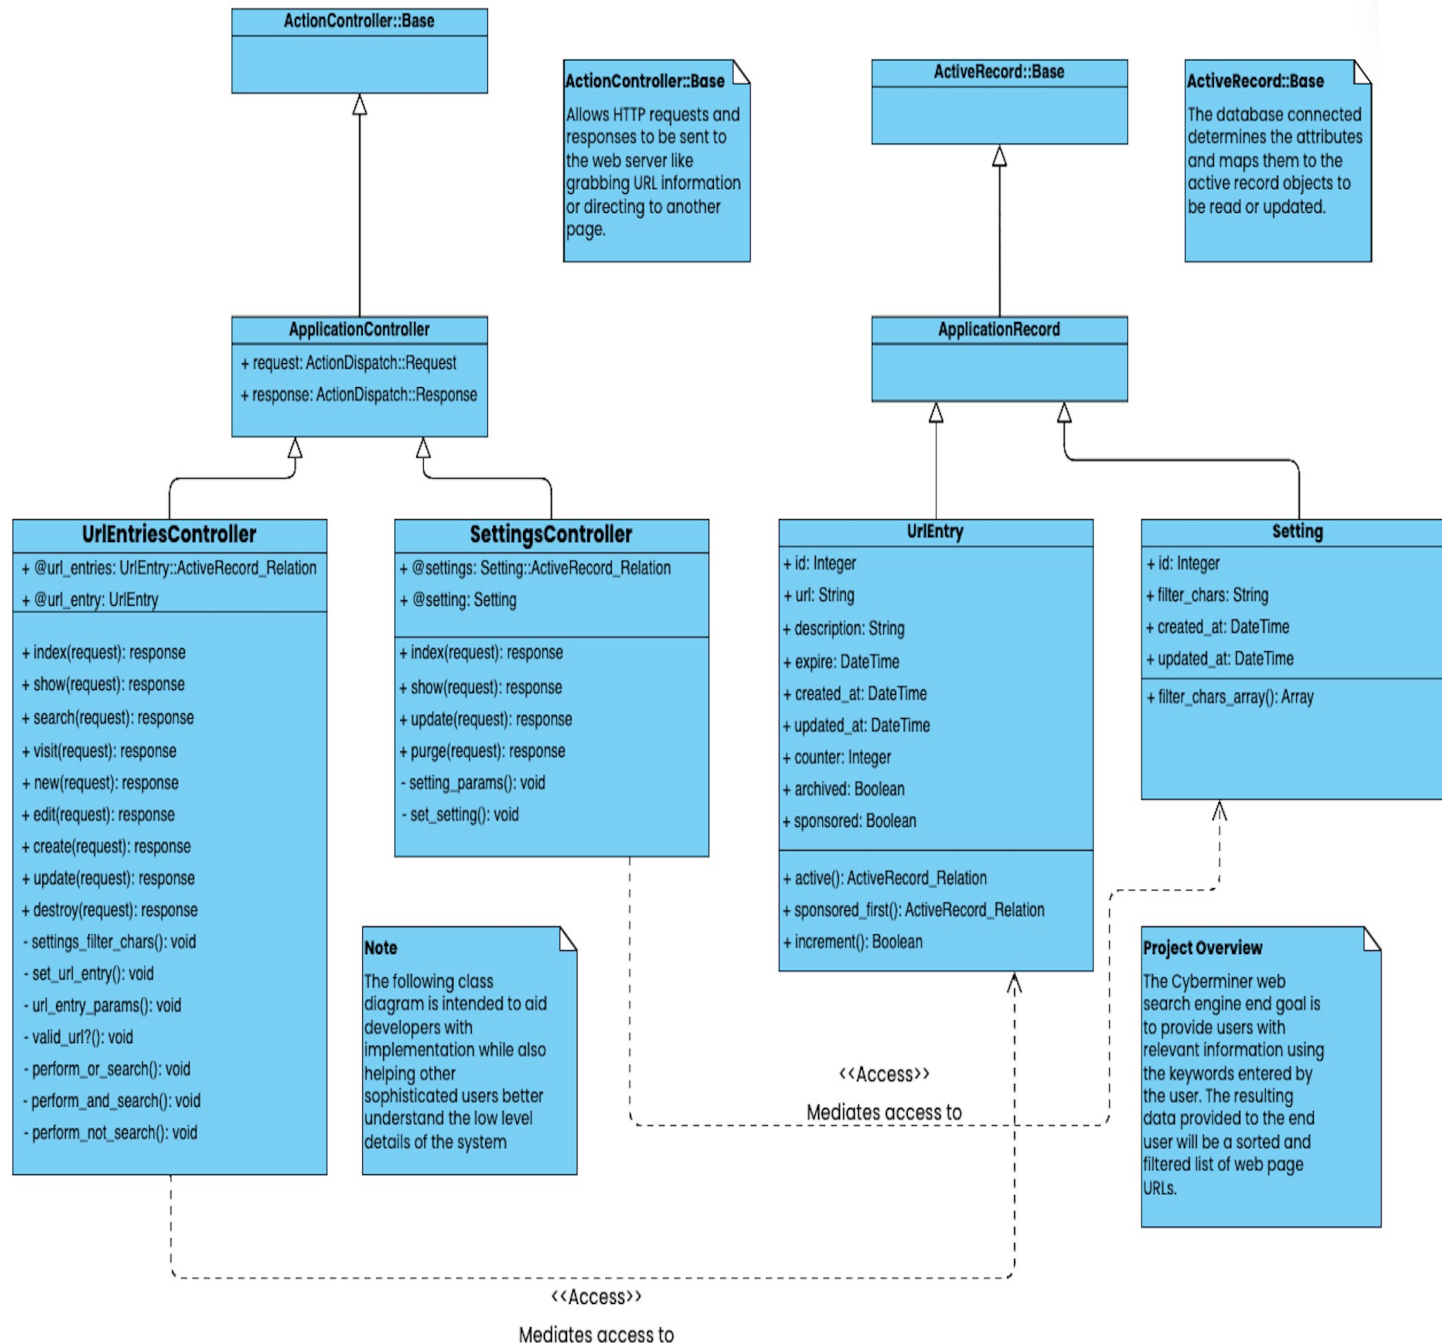 ActionController::Base
ActionController::Base
Allows HTTP requests and
responses to be sent to
the web server like
grabbing URL information
or directing to another
page.
ActiveRecord::Base
ActiveRecord::Base
The database connected
determines the attributes
and maps them to the
active record objects to
be read or updated.
ApplicationController
+ request: ActionDispatch::Request
+ response: ActionDispatch::Response
ApplicationRecord
UrlEntriesController
+ @url_entries: UrlEntry::ActiveRecord_Relation
+ @url_entry: UrlEntry
+ index(request): response
+ show(request): response
+ search(request): response
+ visit(request): response
+ new(request): response
+ edit(request): response
+ create(request): response
+ update(request): response
+ destroy(request): response
- settings_filter_chars(): void
- set_url_entry(): void
- url_entry_params(): void
- valid_url?(): void
- perform_or_search(): void
- perform_and_search(): void
- perform_not_search(): void
SettingsController
+ @settings: Setting::ActiveRecord_Relation
+ @setting: Setting
+ index(request): response
+ show(request): response
+ update(request): response
+ purge(request): response
- setting_params(): void
- set_setting(): void
UrlEntry
+ id: Integer
+ url: String
+ description: String
+ expire: DateTime
+ created_at: DateTime
+ updated_at: DateTime
+ counter: Integer
+ archived: Boolean
+ sponsored: Boolean
+ active(): ActiveRecord_Relation
+ sponsored_first(): ActiveRecord_Relation
+ increment(): Boolean
Setting
+ id: Integer
+ filter_chars: String
+ created_at: DateTime
+ updated_at: DateTime
+ filter_chars_array(): Array
Note
The following class
diagram is intended to aid
developers with
implementation while also
helping other
sophisticated users better
understand the low level
details of the system
<<Access>>
Mediates access to
Project Overview
The Cyberminer web
search engine end goal is
to provide users with
relevant information using
the keywords entered by
the user. The resulting
data provided to the end
user will be a sorted and
filtered list of web page
URLs.
<<Access>>
Mediates access to